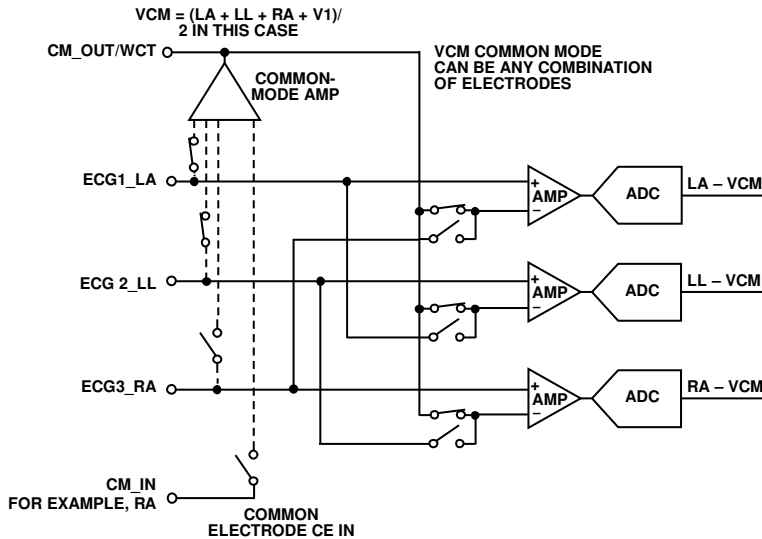 VCM = (LA + LL + RA + V1)/
2 IN THIS CASE
CM_OUT/WCT
COMMON-
MODE AMP
VCM COMMON MODE
CAN BE ANY COMBINATION
OF ELECTRODES
ECG1_LA
+
AMP
–
ADC
LA – VCM
ECG 2_LL
+
AMP
–
ADC
LL – VCM
ECG3_RA
+
AMP
–
ADC
RA – VCM
CM_IN
FOR EXAMPLE, RA
COMMON
ELECTRODE CE IN